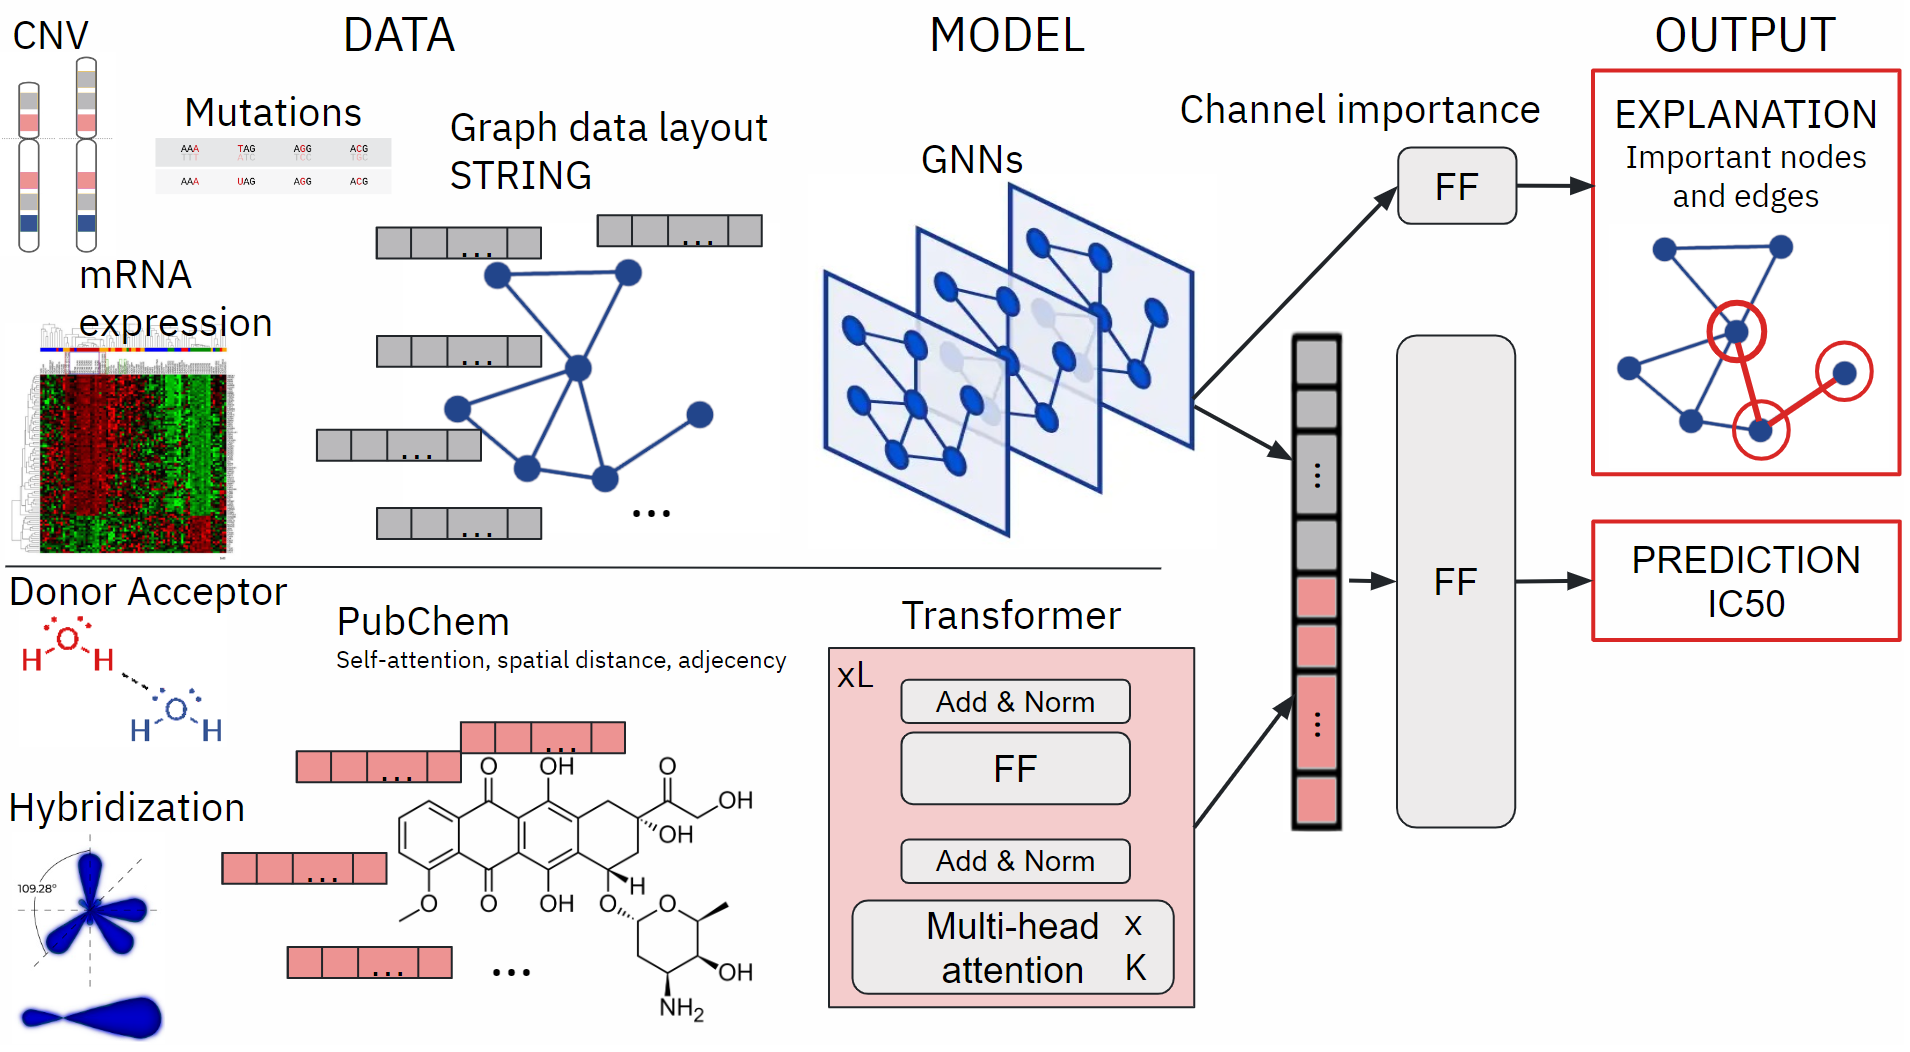 CNV
DATA
MODEL
OUTPUT
Mutations
AAA TAG AGG ACG
TTT ATC TCC TGC
AAA UAG AGG ACG
Graph data layout
STRING
...
...
...
...
...
...
mRNA
expression
GNNs
Channel importance
FF
EXPLANATION
Important nodes
and edges
...
FF
PREDICTION
IC50
Donor Acceptor
H O H
H O H
Hybridization
109.28°
PubChem
Self-attention, spatial distance, adjecency
...
...
...
...
...
O OH O
OH
OH
H
O O OH O O
OH
NH2
Transformer
xL
Add & Norm
FF
Add & Norm
Multi-head x
attention K
...